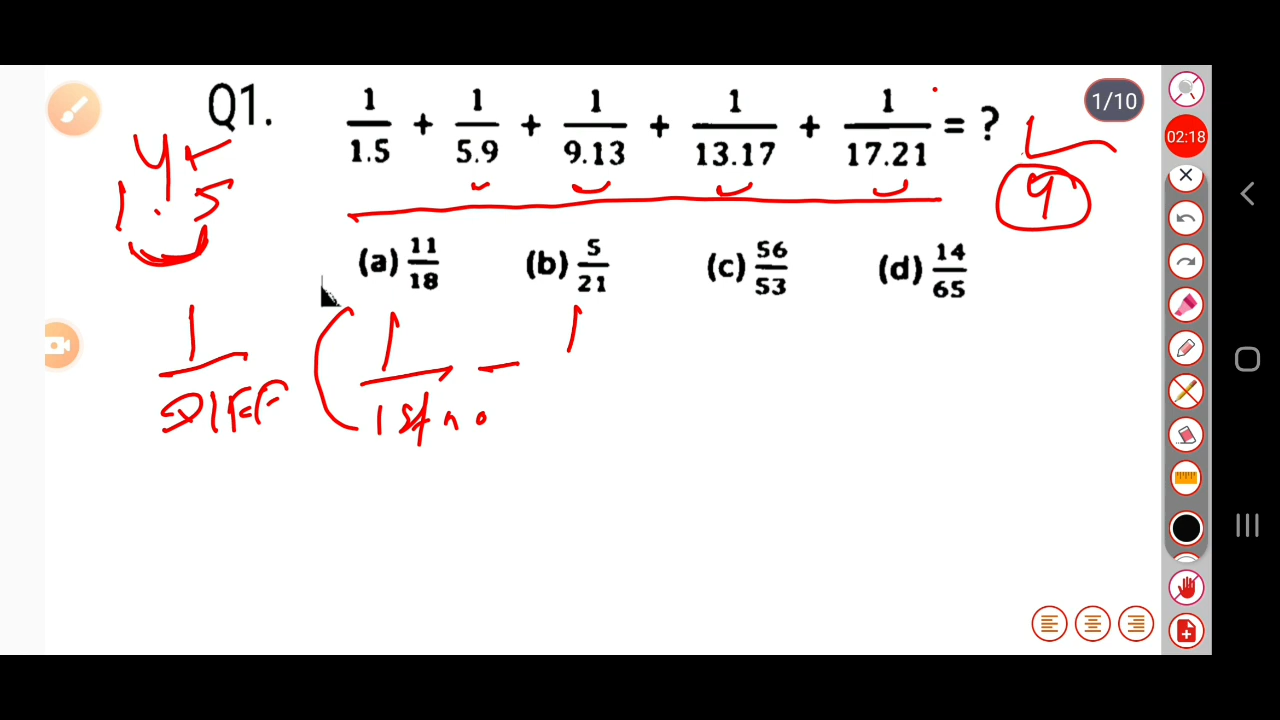 Q1. 1/1.5 + 1/5.9 + 1/9.13 + 1/13.17 + 1/17.21 = ?
1/10
02:18
4
1 . 5
1
9
(a) 11/18 (b) 5/21 (c) 56/53 (d) 14/65
1/DIFF ( 1/1st no - 1